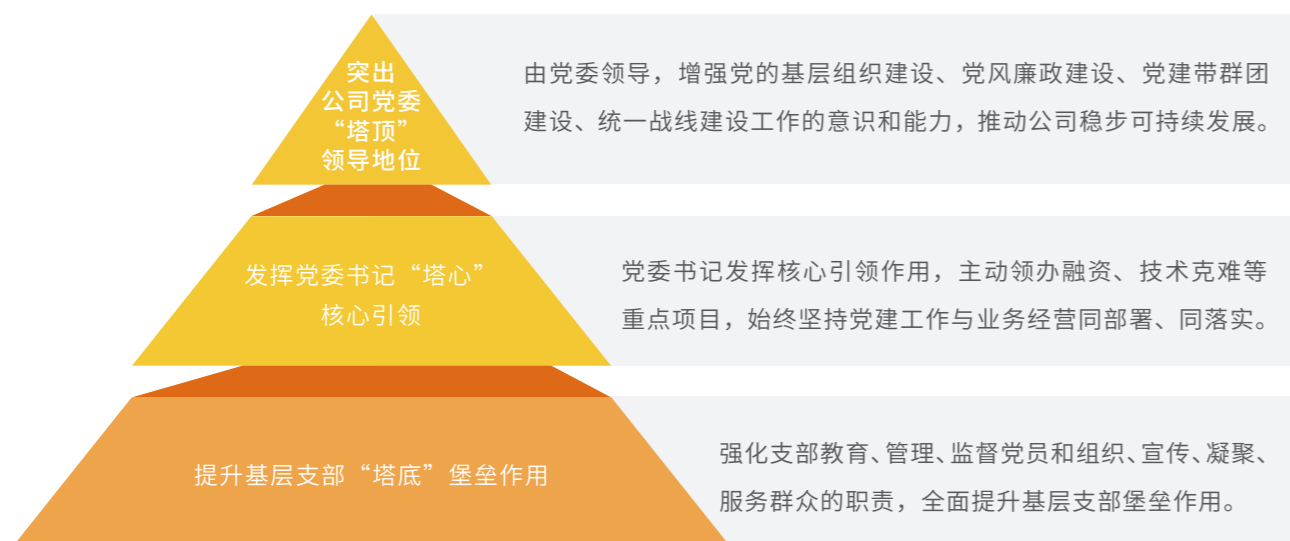 突出
公司党委
“塔顶”
领导地位
由党委领导，增强党的基层组织建设、党风廉政建设、党建带群团
建设、统一战线建设工作的意识和能力，推动公司稳步可持续发展。
发挥党委书记“塔心”
核心引领
党委书记发挥核心引领作用，主动领办融资、技术克难等
重点项目，始终坚持党建工作与业务经营同部署、同落实。
提升基层支部“塔底”堡垒作用
强化支部教育、管理、监督党员和组织、宣传、凝聚、
服务群众的职责，全面提升基层支部堡垒作用。